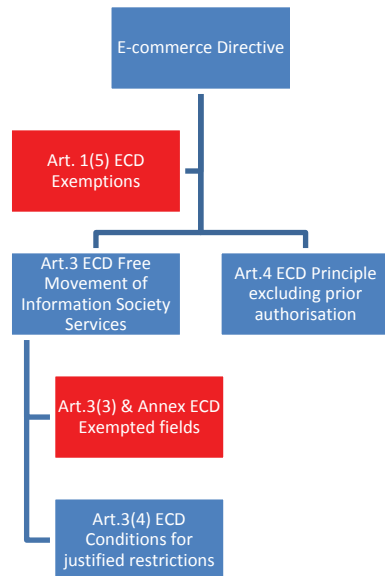 E-commerce Directive
Art. 1(5) ECD
Exemptions
Art.3 ECD Free
Movement of
Information Society
Services
Art.4 ECD Principle
excluding prior
authorisation
Art.3(3) & Annex ECD
Exempted fields
Art.3(4) ECD
Conditions for
justified restrictions